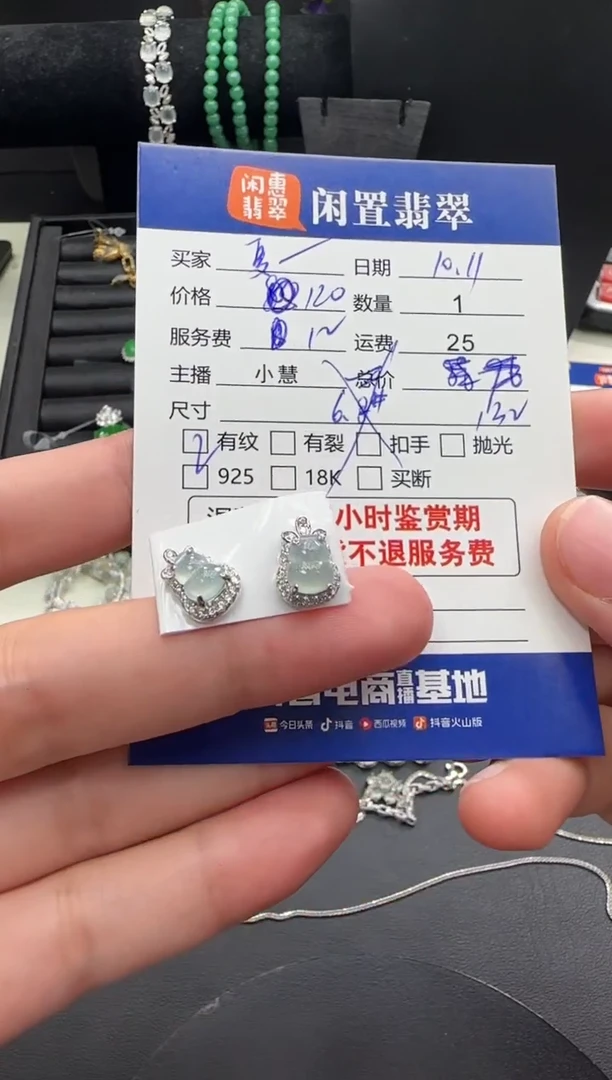 闲惠翡翠 闲置翡翠
买家 夏一 日期 10.11
价格 120 数量 1
服务费 12 运费 25
主播 小慧 总价 132
尺寸
有纹 有裂 扣手 抛光
925 18K 买断
小时鉴赏期
不退服务费
电商直播基地
今日头条 抖音 西瓜视频 抖音火山版